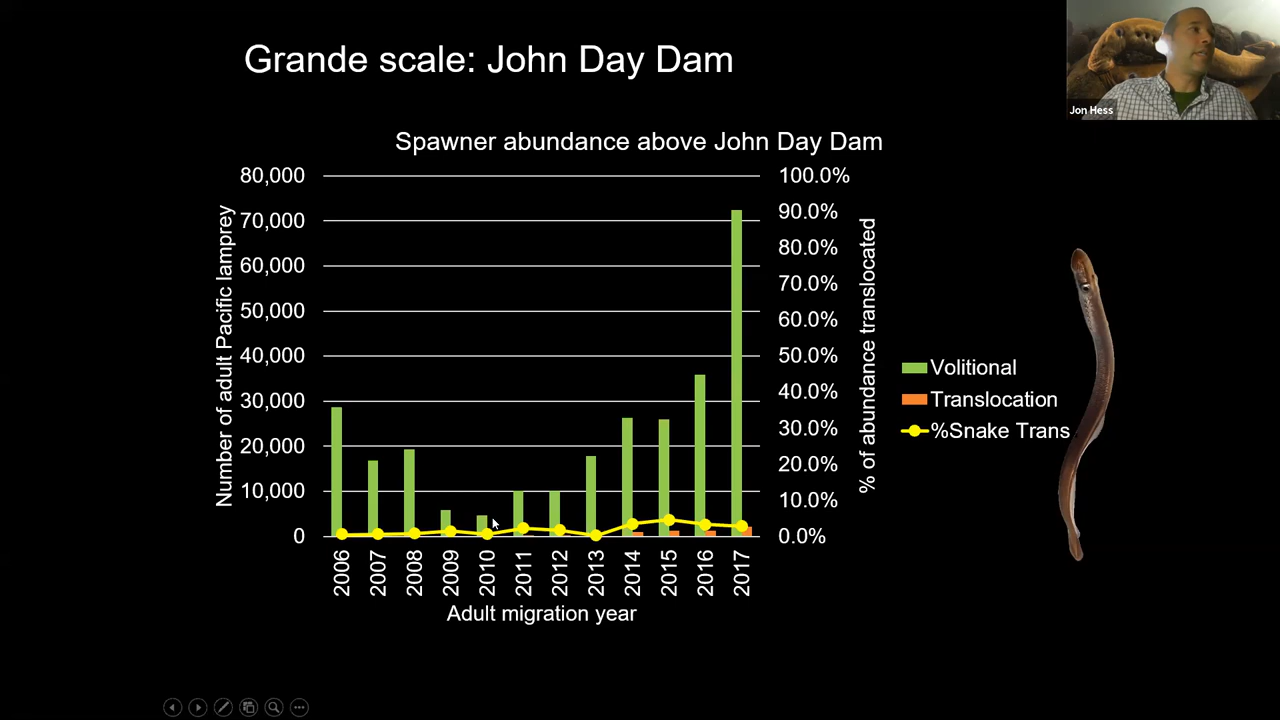 Grande scale: John Day Dam
Jon Hess
Spawner abundance above John Day Dam
Number of adult Pacific lamprey
80,000
70,000
60,000
50,000
40,000
30,000
20,000
10,000
0
100.0%
90.0%
80.0%
70.0%
60.0%
50.0%
40.0%
30.0%
20.0%
10.0%
0.0%
% of abundance translocated
Volitional
Translocation
%Snake Trans
2006 2007 2008 2009 2010 2011 2012 2013 2014 2015 2016 2017
Adult migration year